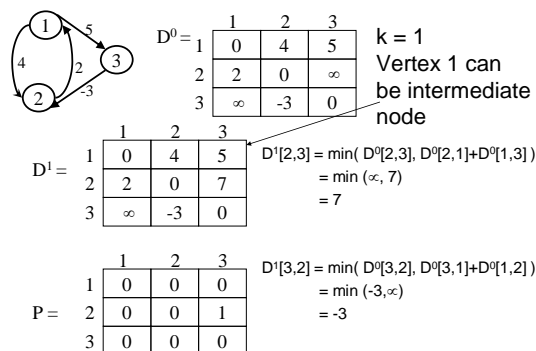 1
5
3
4
2
2
-3
D⁰ =
1 2 3
1 0 4 5
2 2 0 ∞
3 ∞ -3 0
k = 1
Vertex 1 can
be intermediate
node
D¹ =
1 2 3
1 0 4 5
2 2 0 7
3 ∞ -3 0
D¹[2,3] = min( D⁰[2,3], D⁰[2,1]+D⁰[1,3] )
= min (∞, 7)
= 7
P =
1 2 3
1 0 0 0
2 0 0 1
3 0 0 0
D¹[3,2] = min( D⁰[3,2], D⁰[3,1]+D⁰[1,2] )
= min (-3,∞)
= -3